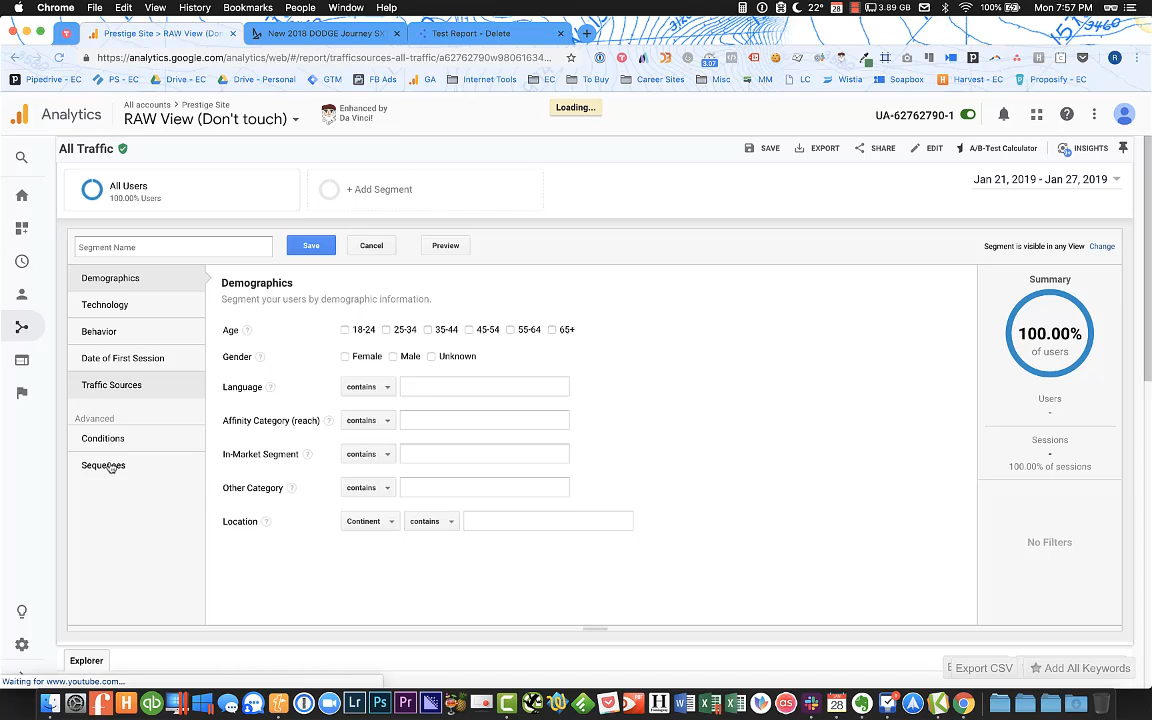 Chrome File Edit View History Bookmarks People Window Help 22° 28 3.89 GB 100% Mon 7:57 PM
Prestige Site > RAW View (Don' × New 2018 DODGE Journey SX × Test Report - Delete ×
https://analytics.google.com/analytics/web/#/report/trafficsources-all-traffic/a62762790w98061634... 3.07 R
Pipedrive - EC PS - EC Drive - EC Drive - Personal GTM FB Ads GA Internet Tools EC To Buy Career Sites Misc MM LC Wistia Soapbox Harvest - EC Proposify - EC
Analytics
All accounts > Prestige Site
RAW View (Don't touch)
Enhanced by
Da Vinci!
Loading...
UA-62762790-1
All Traffic
SAVE EXPORT SHARE EDIT A/B-Test Calculator INSIGHTS
All Users
100.00% Users
+ Add Segment
Jan 21, 2019 - Jan 27, 2019
Segment Name
Save Cancel Preview
Segment is visible in any View Change
Demographics
Technology
Behavior
Date of First Session
Traffic Sources
Advanced
Conditions
Sequences
Demographics
Segment your users by demographic information.
Age ? 18-24 25-34 35-44 45-54 55-64 65+
Gender ? Female Male Unknown
Language ? contains
Affinity Category (reach) ? contains
In-Market Segment ? contains
Other Category ? contains
Location ? Continent contains
Summary
100.00%
of users
Users
-
Sessions
-
100.00% of sessions
No Filters
Explorer
Export CSV Add All Keywords
Waiting for www.youtube.com...